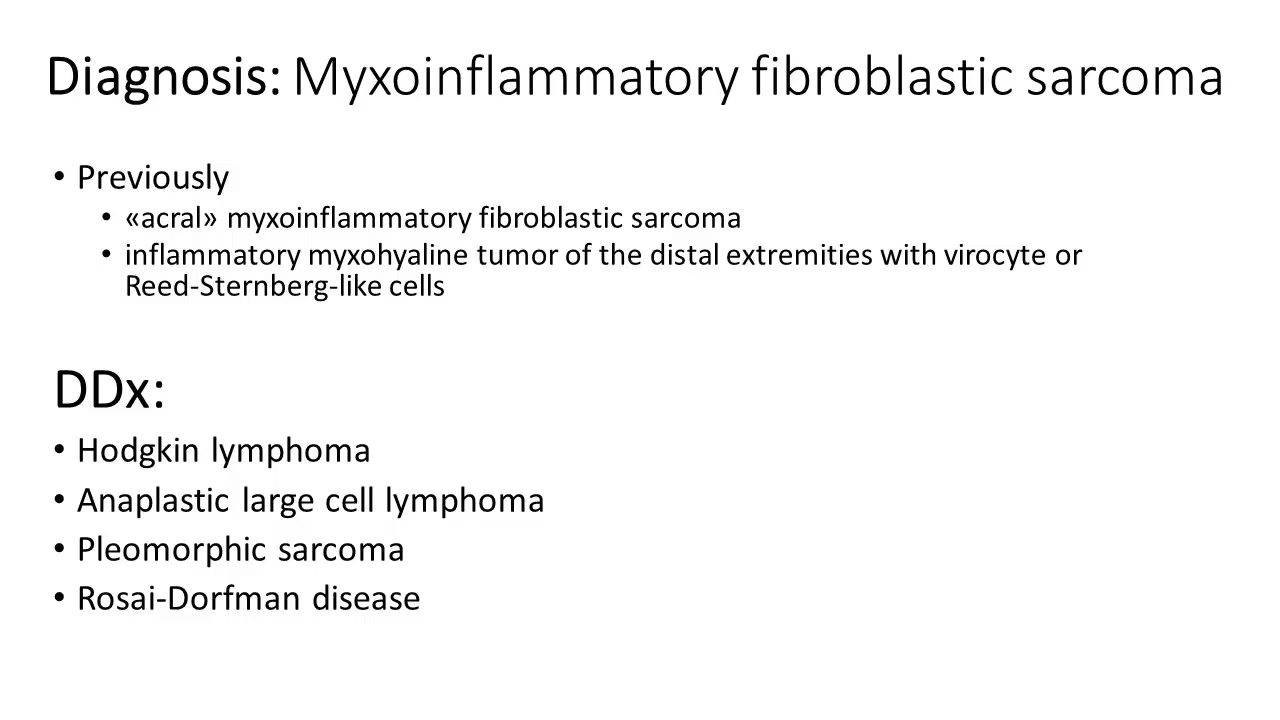 Diagnosis: Myxoinflammatory fibroblastic sarcoma
• Previously
• «acral» myxoinflammatory fibroblastic sarcoma
• inflammatory myxohyaline tumor of the distal extremities with virocyte or
Reed-Sternberg-like cells
DDx:
• Hodgkin lymphoma
• Anaplastic large cell lymphoma
• Pleomorphic sarcoma
• Rosai-Dorfman disease